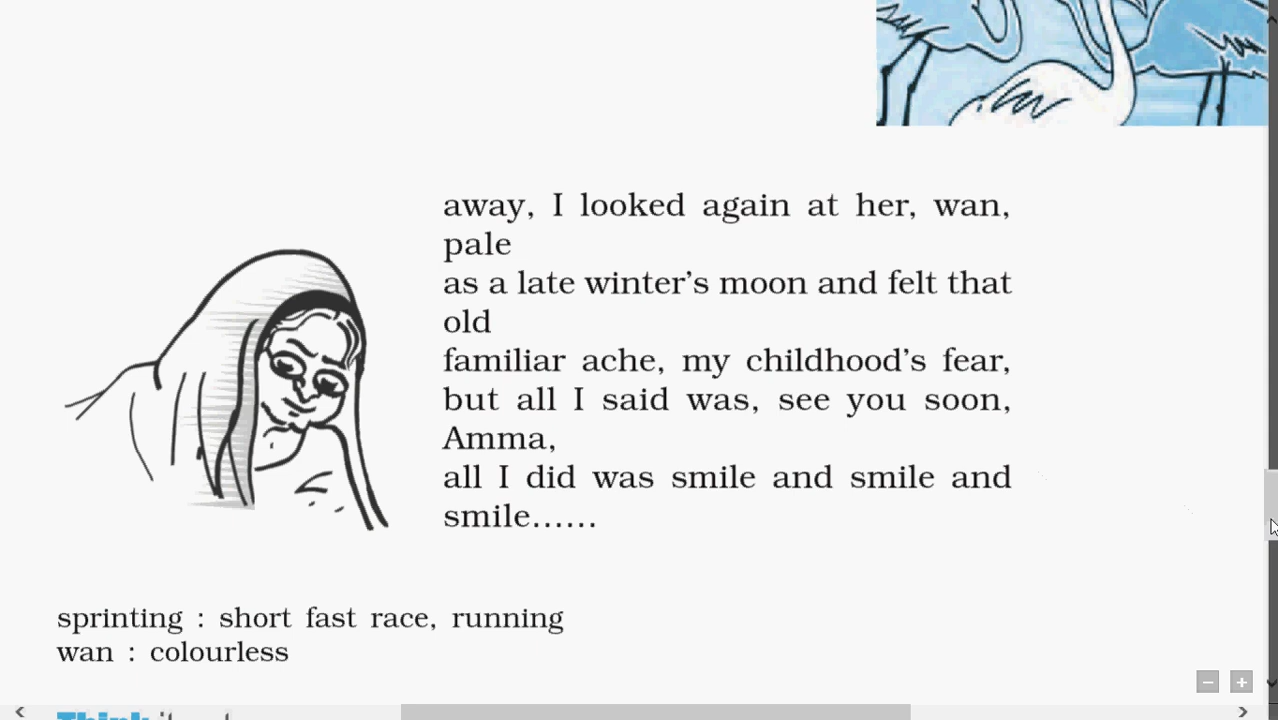 away, I looked again at her, wan,
pale
as a late winter's moon and felt that
old
familiar ache, my childhood's fear,
but all I said was, see you soon,
Amma,
all I did was smile and smile and
smile......
sprinting : short fast race, running
wan : colourless